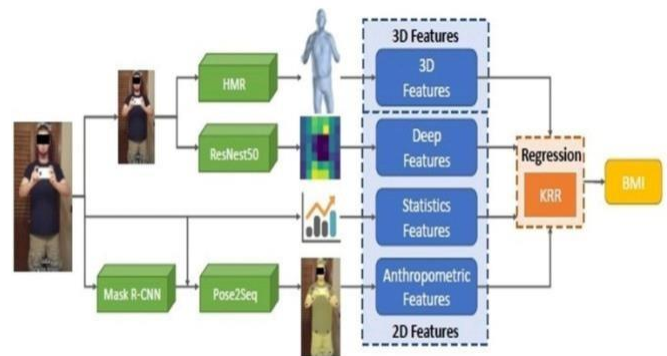 3D Features
HMR
3D
Features
ResNest50
Deep
Features
Regression
KRR
BMI
Statistics
Features
Mask R-CNN
Pose2Seq
Anthropometric
Features
2D Features